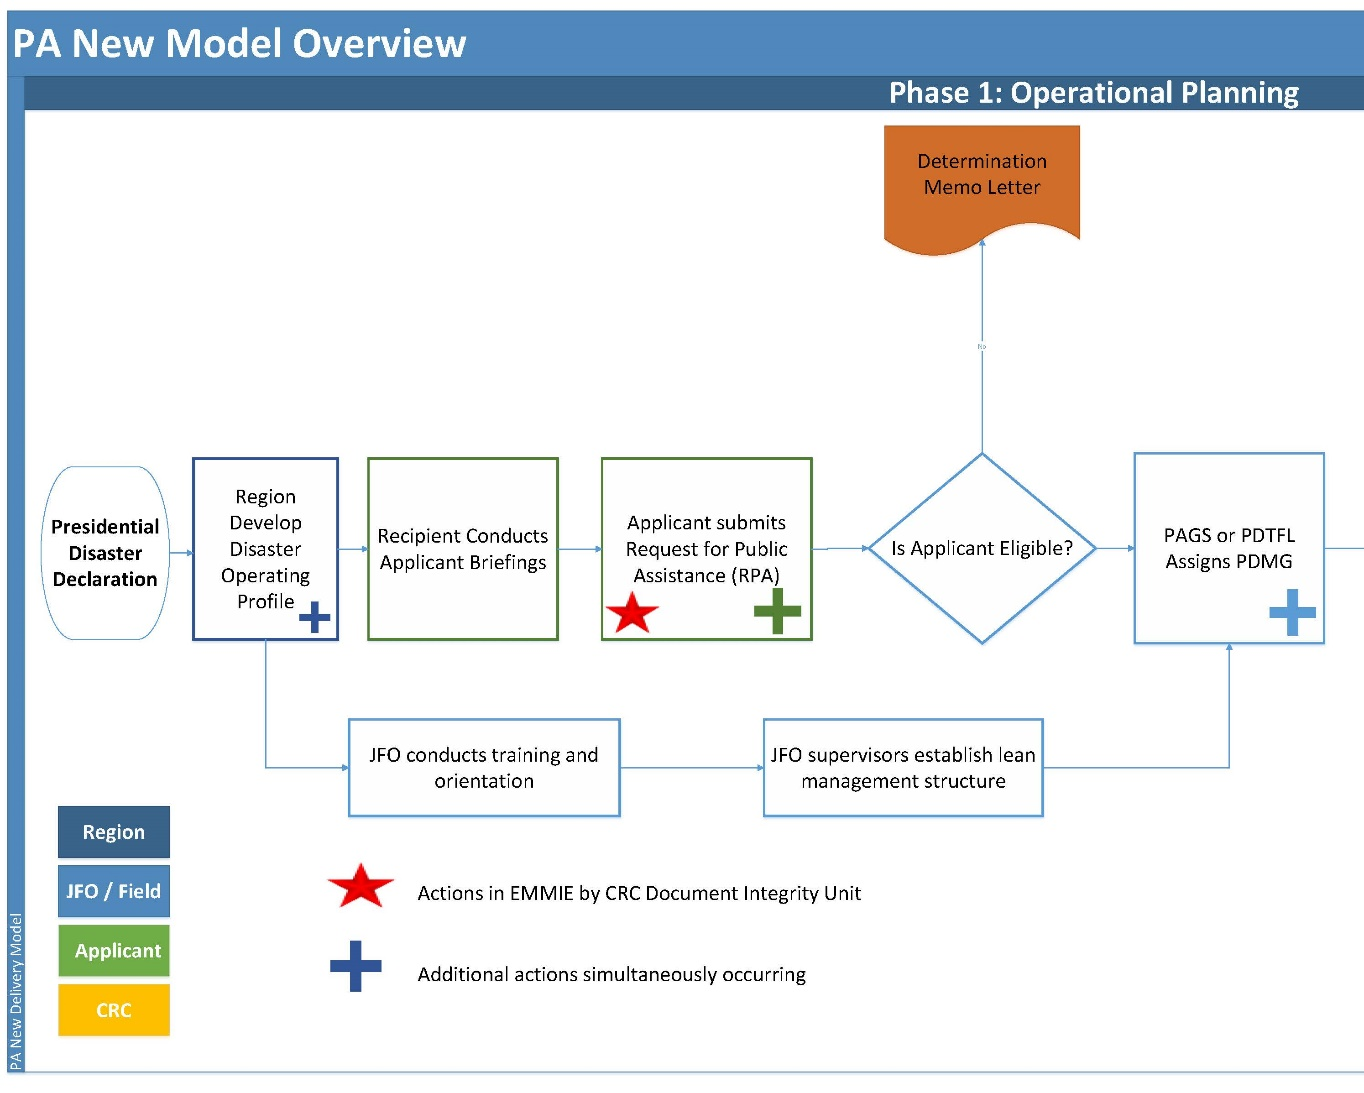 PA New Model Overview
Phase 1: Operational Planning
Determination
Memo Letter
No
Presidential
Disaster
Declaration
Region
Develop
Disaster
Operating
Profile
Recipient Conducts
Applicant Briefings
Applicant submits
Request for Public
Assistance (RPA)
Is Applicant Eligible?
PAGS or PDTFL
Assigns PDMG
JFO conducts training and
orientation
JFO supervisors establish lean
management structure
Region
JFO / Field
Applicant
CRC
Actions in EMMIE by CRC Document Integrity Unit
Additional actions simultaneously occurring
PA New Delivery Model